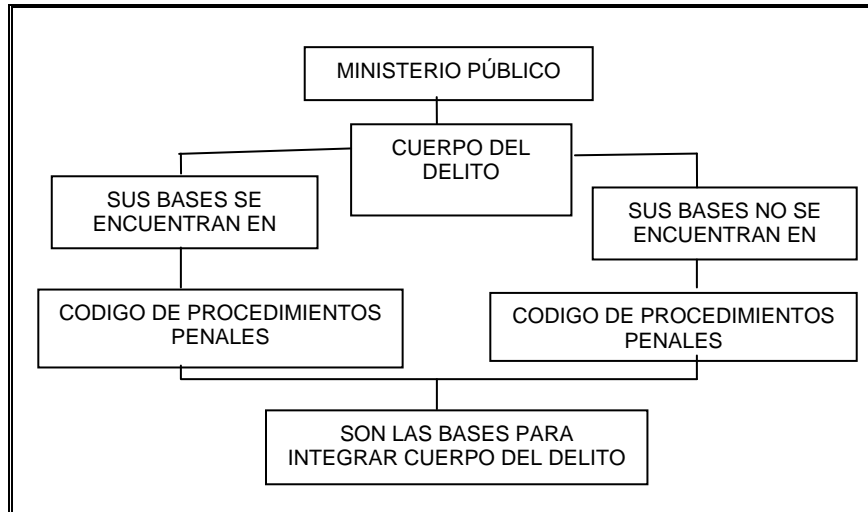 MINISTERIO PÚBLICO
CUERPO DEL
DELITO
SUS BASES SE
ENCUENTRAN EN
SUS BASES NO SE
ENCUENTRAN EN
CODIGO DE PROCEDIMIENTOS
PENALES
CODIGO DE PROCEDIMIENTOS
PENALES
SON LAS BASES PARA
INTEGRAR CUERPO DEL DELITO